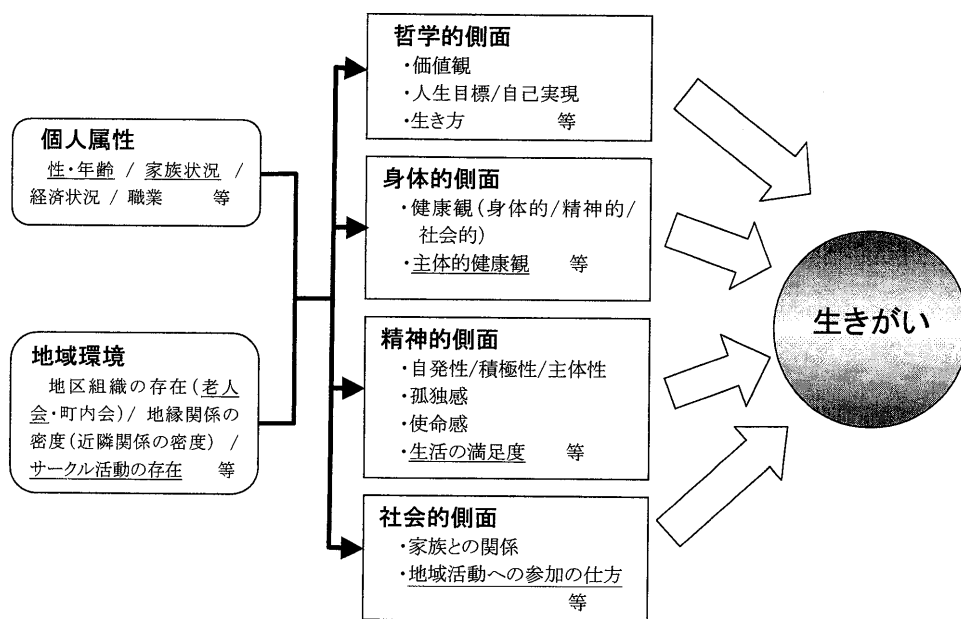 個人属性
性・年齢 / 家族状況 /
経済状況 / 職業 等
地域環境
地区組織の存在(老人
会・町内会)/ 地縁関係の
密度(近隣関係の密度) /
サークル活動の存在 等
哲学的側面
・価値観
・人生目標/自己実現
・生き方 等
身体的側面
・健康観(身体的/精神的/
社会的)
・主体的健康観 等
精神的側面
・自発性/積極性/主体性
・孤独感
・使命感
・生活の満足度 等
社会的側面
・家族との関係
・地域活動への参加の仕方
等
生きがい